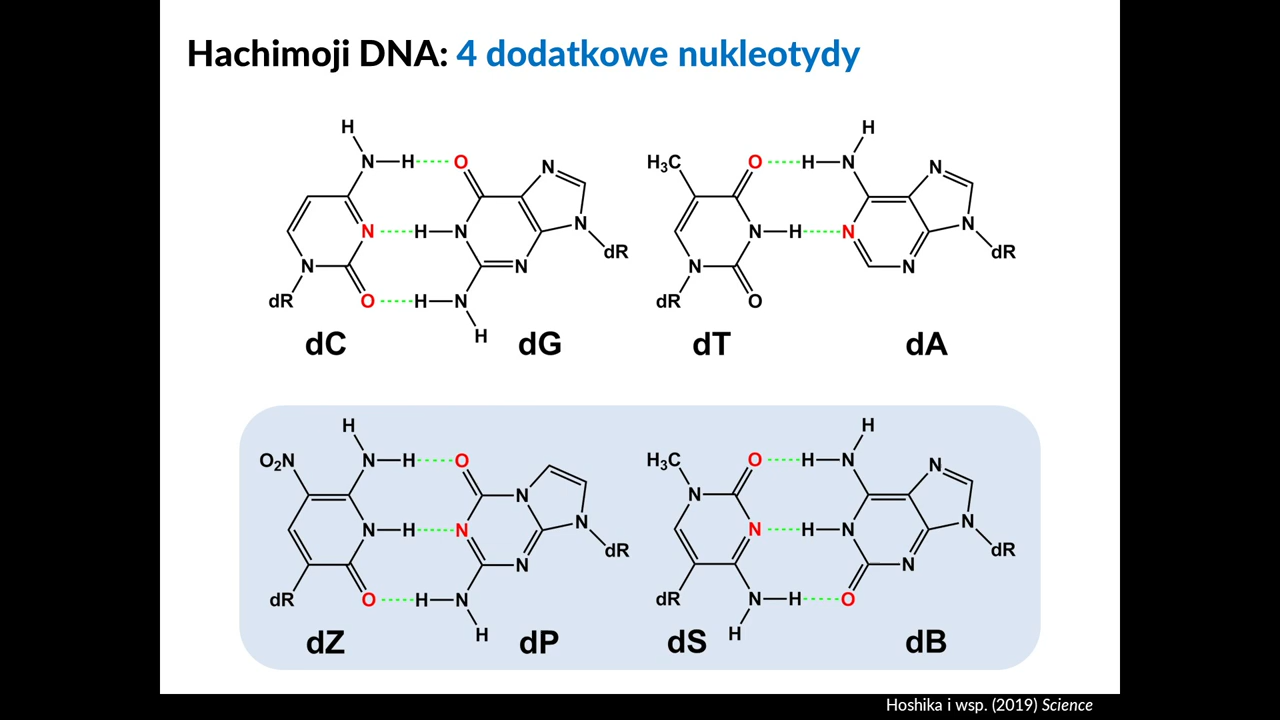 Hachimoji DNA: 4 dodatkowe nukleotydy
H H
N H O N H₃C O H N N
N H N N N H N N
N N dR N N dR
dR O H N dR O
H
dC dG dT dA
H H
O₂N N H O H₃C O H N N
N N
N H N N N H N N
N dR N dR
dR O H N dR N H O
H H
dZ dP dS dB
Hoshika i wsp. (2019) Science